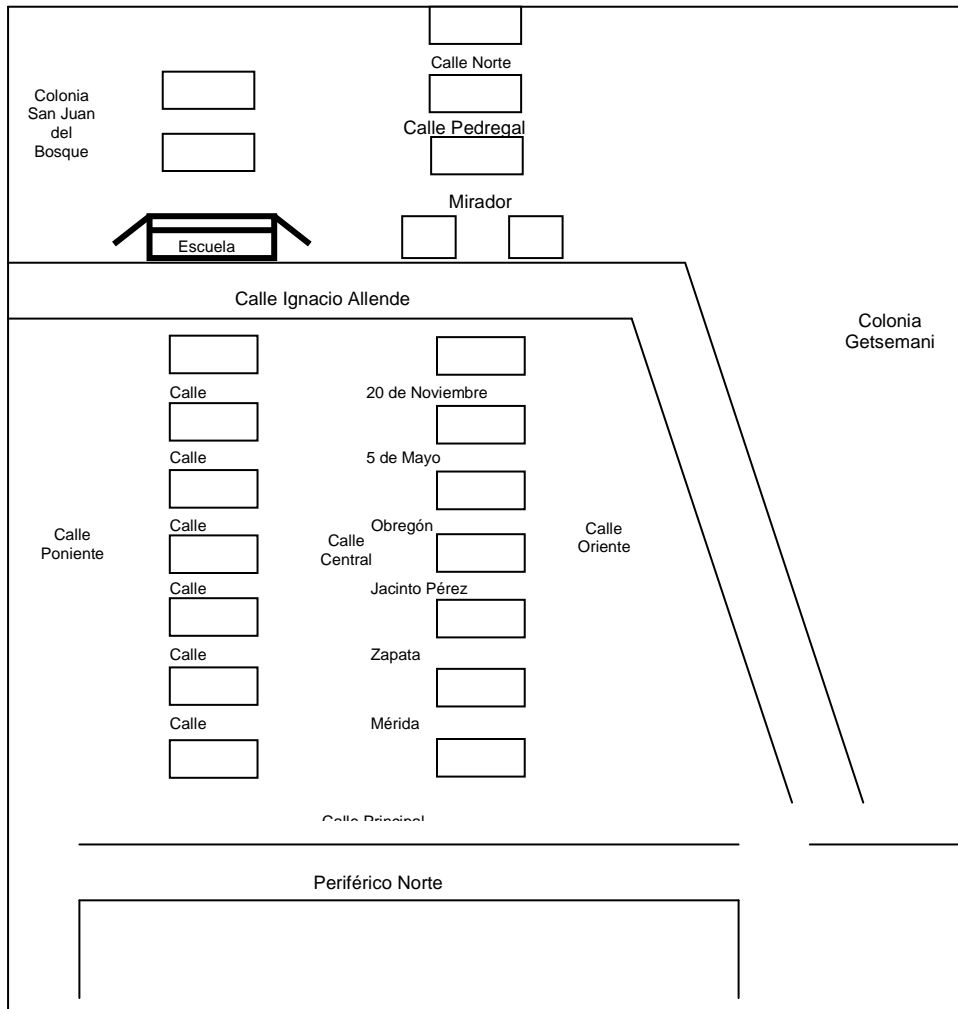 Calle Norte
Colonia
San Juan
del
Bosque
Calle Pedregal
Mirador
Escuela
Calle Ignacio Allende
Colonia
Getsemani
Calle 20 de Noviembre
Calle 5 de Mayo
Calle Obregón
Calle
Poniente
Calle
Central
Calle
Oriente
Calle Jacinto Pérez
Calle Zapata
Calle Mérida
Calle Principal
Periférico Norte